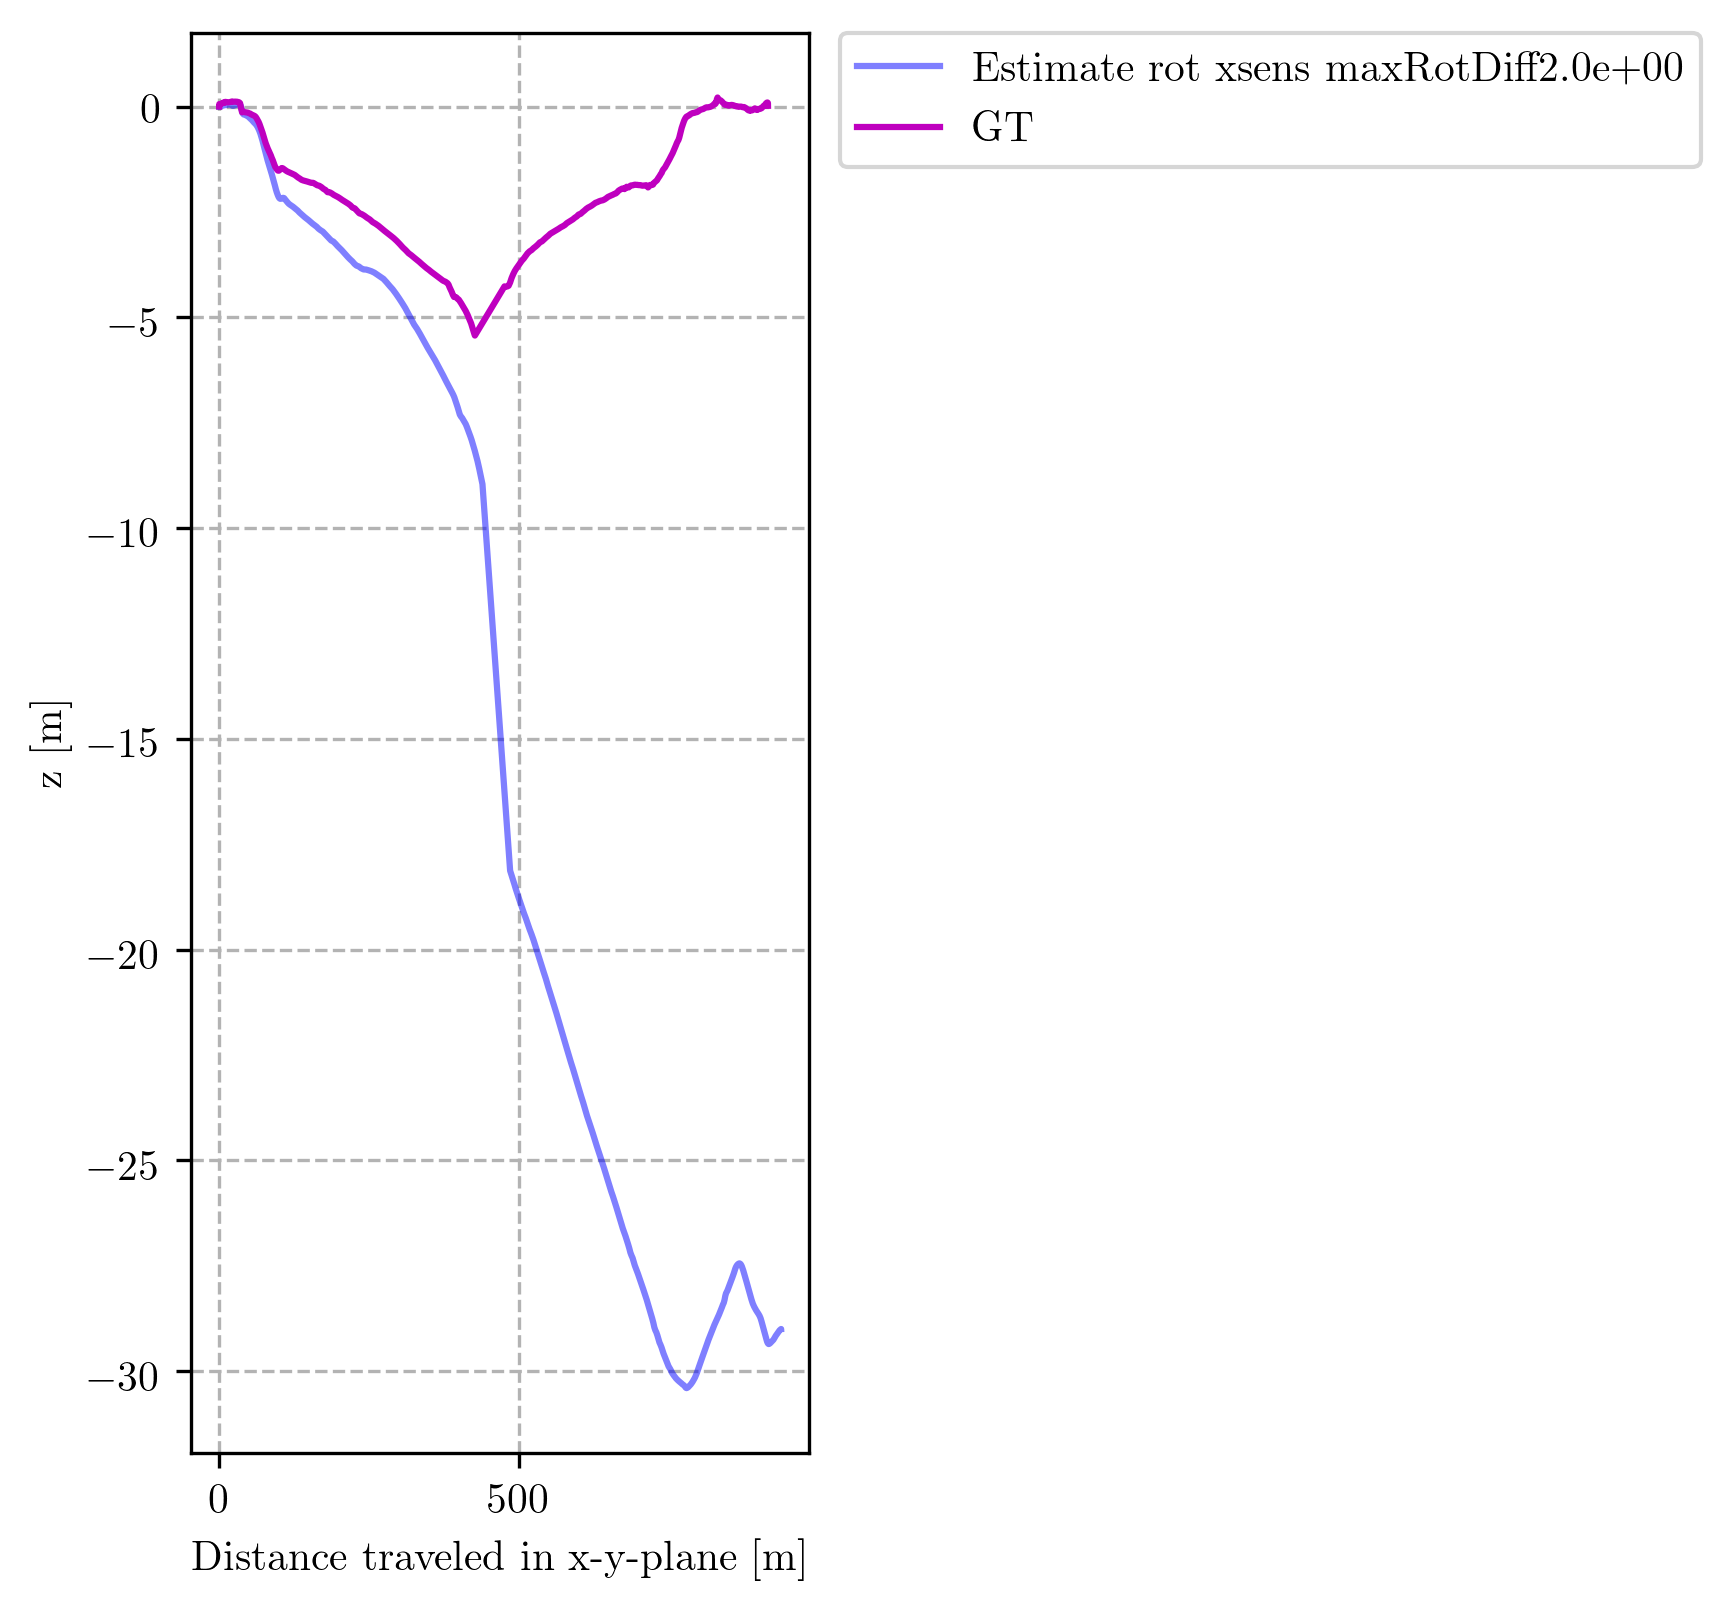 Estimate rot xsens maxRotDiff2.0e+00
GT
0
−5
−10
−15
−20
−25
−30
z [m]
0 500
Distance traveled in x-y-plane [m]